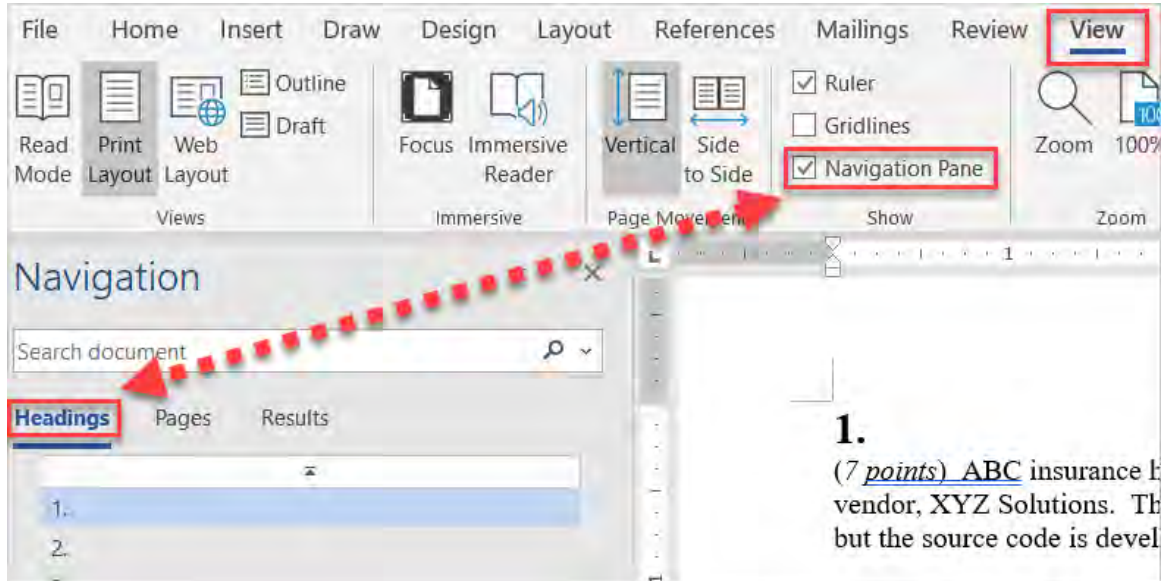 File Home Insert Draw Design Layout References Mailings Review View
Read Mode
Print Layout
Web Layout
Outline
Draft
Views
Focus
Immersive Reader
Immersive
Vertical
Side to Side
Page Movement
Ruler
Gridlines
Navigation Pane
Show
Zoom
100%
Zoom
Navigation
Search document
Headings Pages Results
1.
2.
1
1.
(7 points) ABC insurance
vendor, XYZ Solutions. Th
but the source code is devel